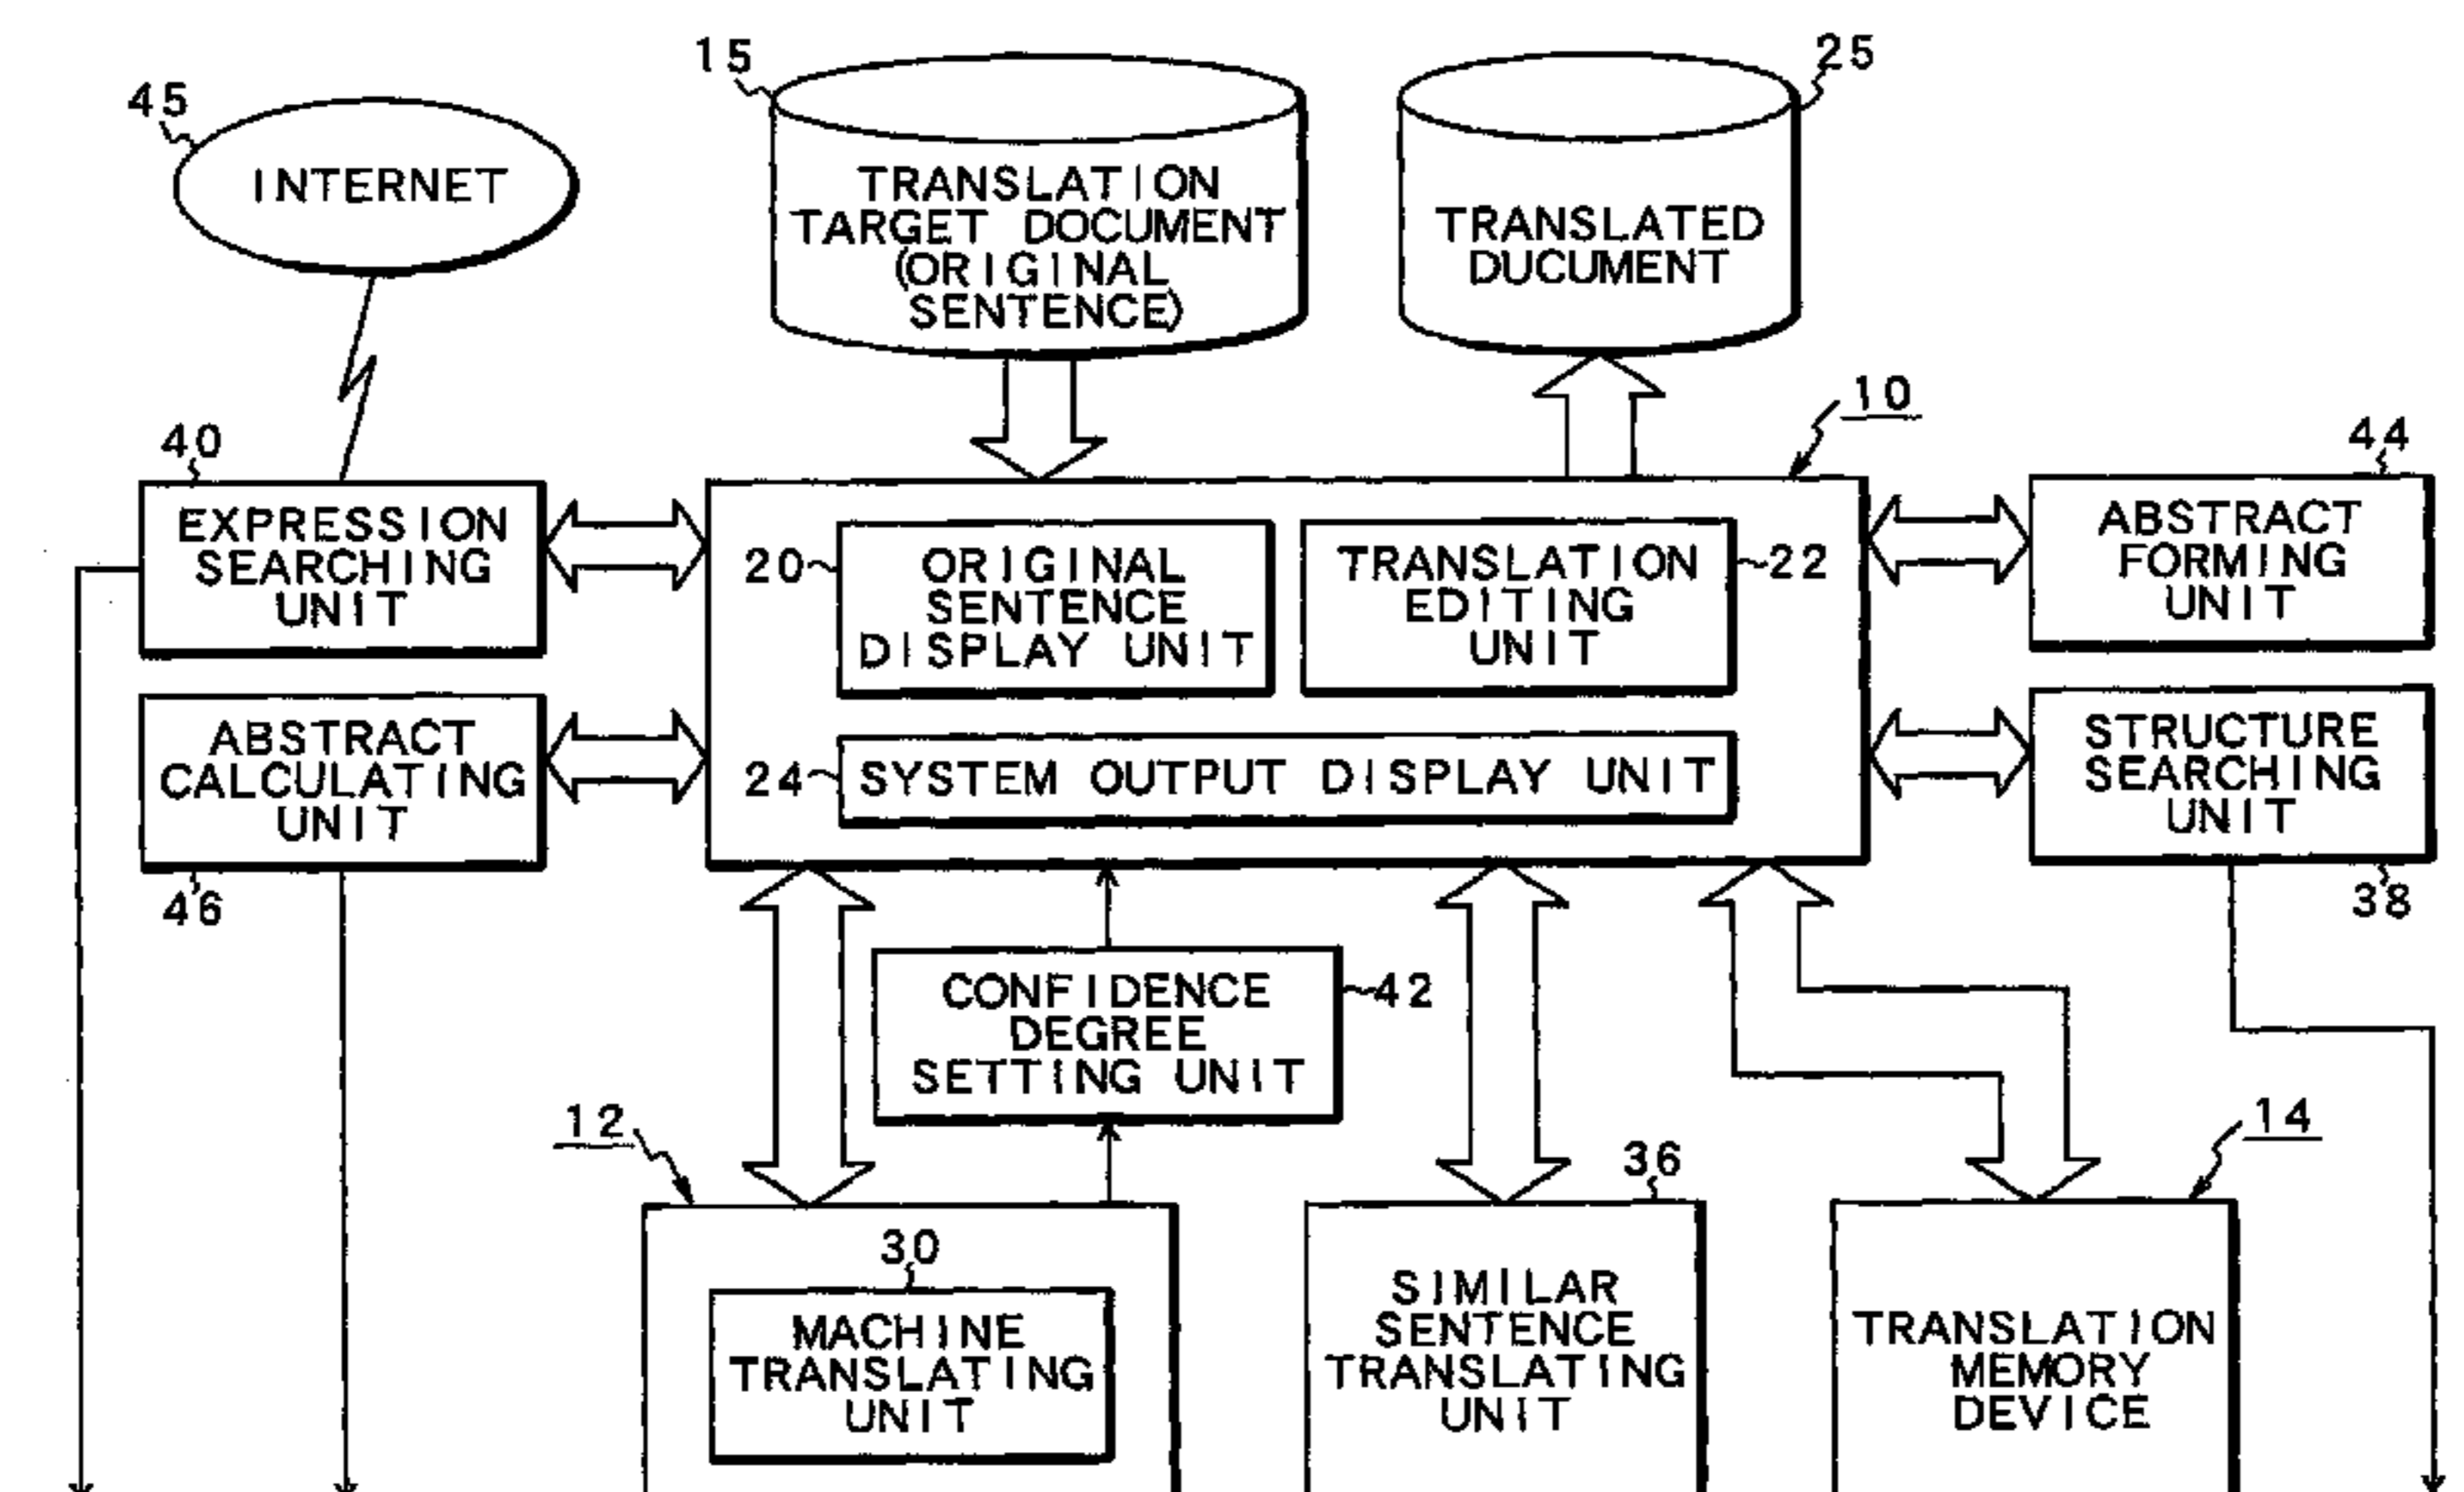 15
25
45
INTERNET
TRANSLATION
TARGET DOCUMENT
(ORIGINAL
SENTENCE)
TRANSLATED
DUCUMENT
10
40
44
EXPRESSION
SEARCHING
UNIT
20
ORIGINAL
SENTENCE
DISPLAY UNIT
TRANSLATION
EDITING
UNIT
22
ABSTRACT
FORMING
UNIT
ABSTRACT
CALCULATING
UNIT
24
SYSTEM OUTPUT DISPLAY UNIT
STRUCTURE
SEARCHING
UNIT
46
38
CONFIDENCE
DEGREE
SETTING UNIT
42
12
14
36
30
MACHINE
TRANSLATING
UNIT
SIMILAR
SENTENCE
TRANSLATING
UNIT
TRANSLATION
MEMORY
DEVICE